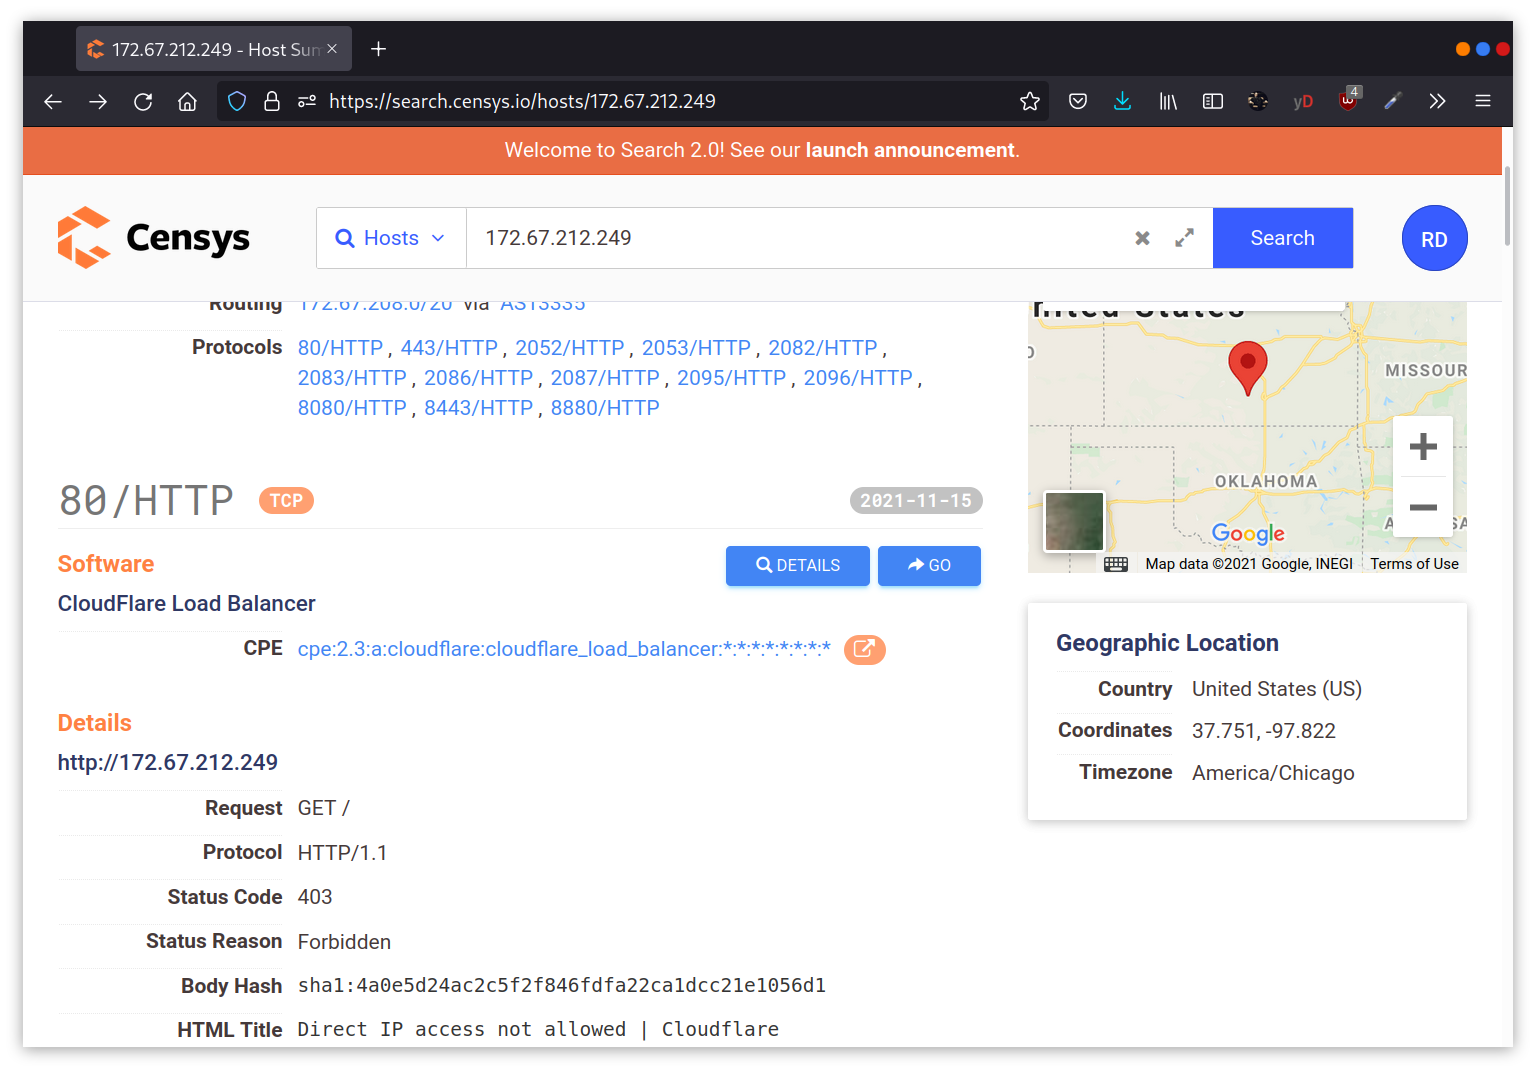 172.67.212.249 - Host Sum
https://search.censys.io/hosts/172.67.212.249
yD
4
Welcome to Search 2.0! See our launch announcement.
Censys
Hosts
172.67.212.249
Search
RD
Routing 172.67.208.0/20 via AS13335
Protocols 80/HTTP , 443/HTTP , 2052/HTTP , 2053/HTTP , 2082/HTTP ,
2083/HTTP , 2086/HTTP , 2087/HTTP , 2095/HTTP , 2096/HTTP ,
8080/HTTP , 8443/HTTP , 8880/HTTP
80/HTTP TCP 2021-11-15
Software
DETAILS
GO
CloudFlare Load Balancer
CPE cpe:2.3:a:cloudflare:cloudflare_load_balancer:*:*:*:*:*:*:*:*
Details
http://172.67.212.249
Request GET /
Protocol HTTP/1.1
Status Code 403
Status Reason Forbidden
Body Hash sha1:4a0e5d24ac2c5f2f846fdfa22ca1dcc21e1056d1
HTML Title Direct IP access not allowed | Cloudflare
nited States
MISSOUR
OKLAHOMA
Google
Map data ©2021 Google, INEGI
Terms of Use
Geographic Location
Country United States (US)
Coordinates 37.751, -97.822
Timezone America/Chicago